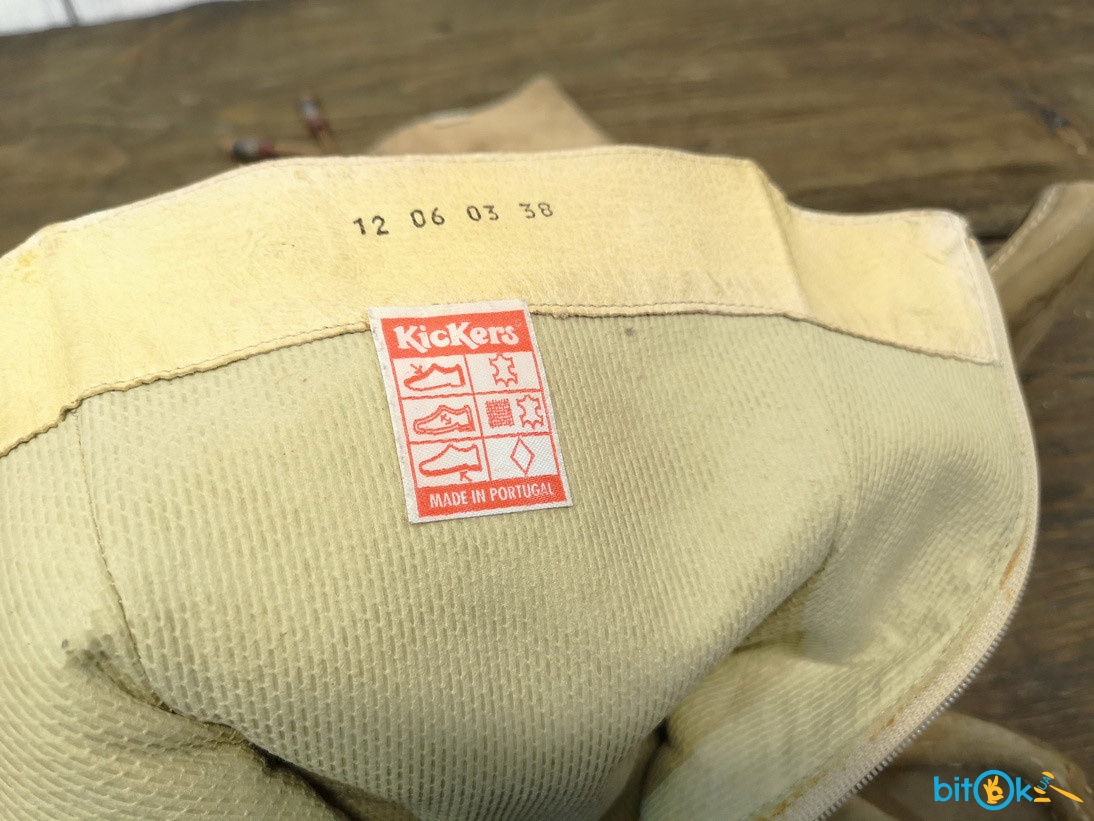 12 06 03 38
KicKers
MADE IN PORTUGAL
bitOk